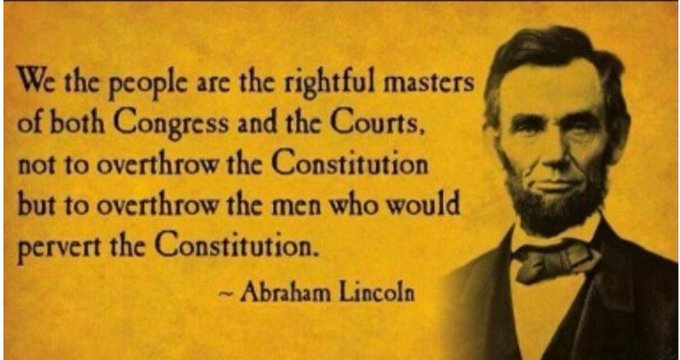 We the people are the rightful masters
of both Congress and the Courts,
not to overthrow the Constitution
but to overthrow the men who would
pervert the Constitution.
~ Abraham Lincoln